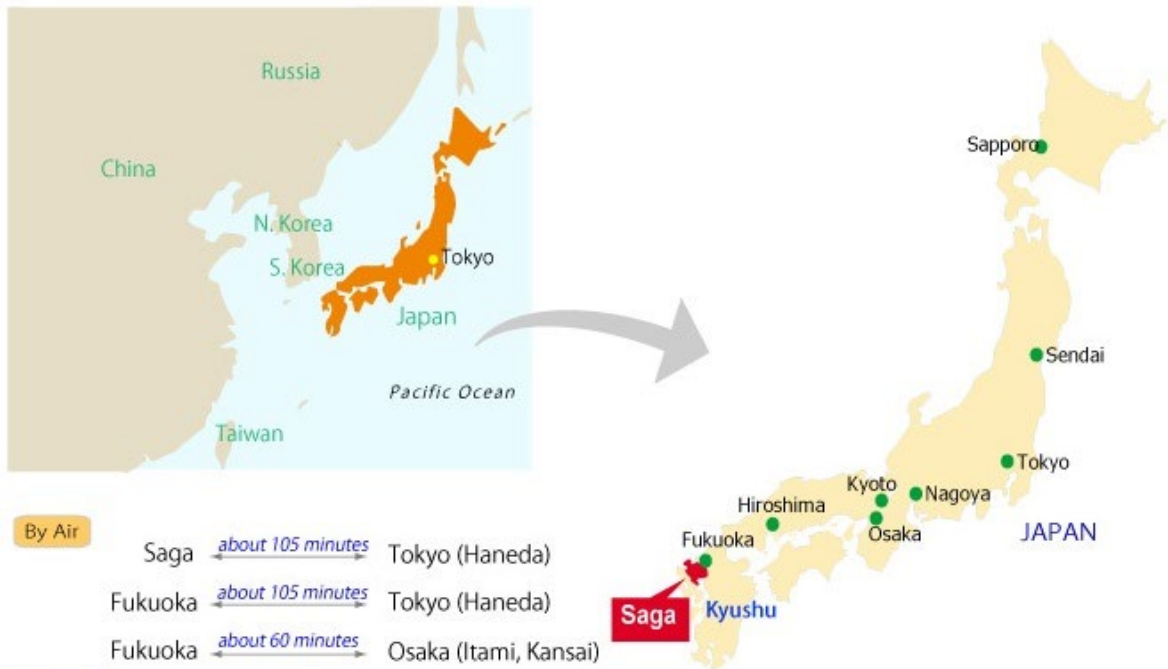 Russia
China
N. Korea
S. Korea
Tokyo
Japan
Pacific Ocean
Taiwan
Sapporo
Sendai
Tokyo
Nagoya
Kyoto
Osaka
Hiroshima
Fukuoka
JAPAN
Saga
Kyushu
By Air
Saga about 105 minutes Tokyo (Haneda)
Fukuoka about 105 minutes Tokyo (Haneda)
Fukuoka about 60 minutes Osaka (Itami, Kansai)